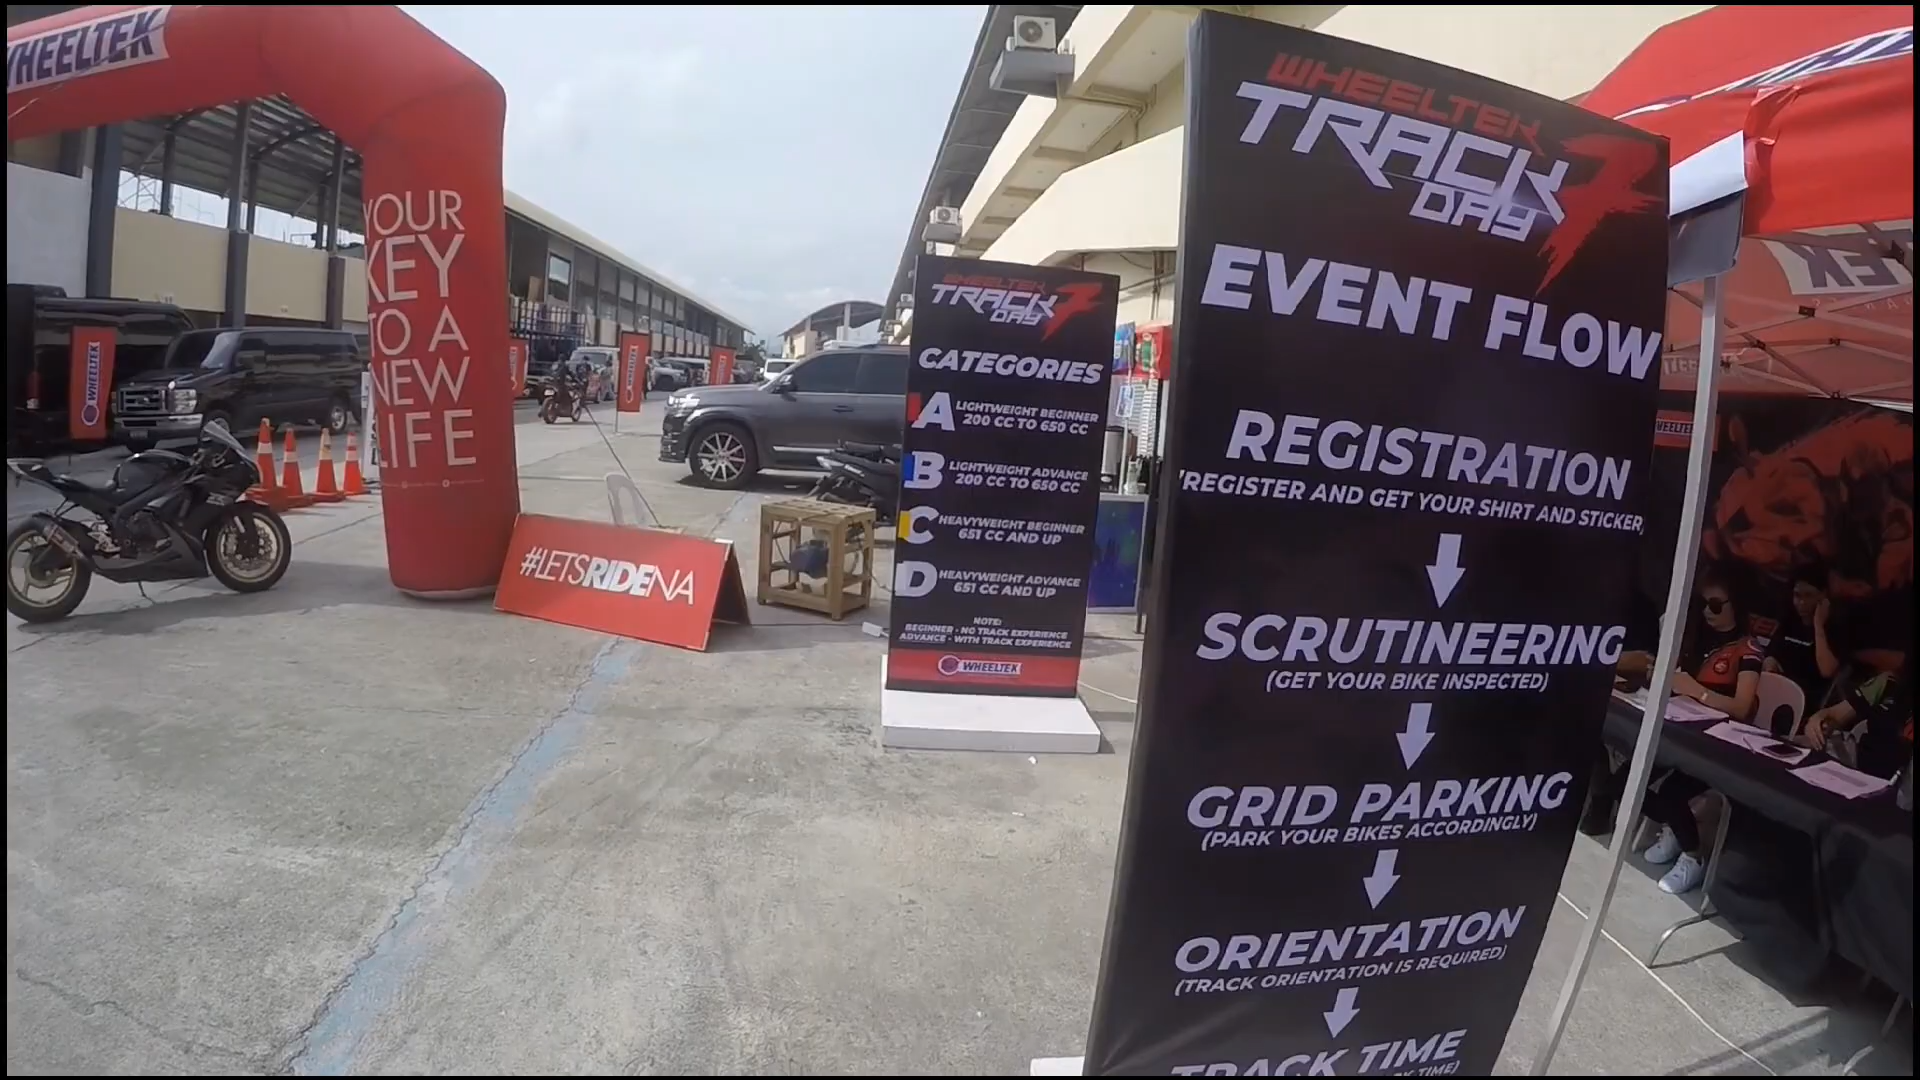 WHEELTEK
YOUR
KEY
TO A
NEW
LIFE
WHEELTEK
#LETSRIDENA
WHEELTEK
TRACK
DAY 7
CATEGORIES
A LIGHTWEIGHT BEGINNER
200 CC TO 650 CC
B LIGHTWEIGHT ADVANCE
200 CC TO 650 CC
C HEAVYWEIGHT BEGINNER
651 CC AND UP
D HEAVYWEIGHT ADVANCE
651 CC AND UP
NOTE:
BEGINNER - NO TRACK EXPERIENCE
ADVANCE - WITH TRACK EXPERIENCE
WHEELTEK
WHEELTEK
TRACK
DAY 7
EVENT FLOW
REGISTRATION
(REGISTER AND GET YOUR SHIRT AND STICKER)
SCRUTINEERING
(GET YOUR BIKE INSPECTED)
GRID PARKING
(PARK YOUR BIKES ACCORDINGLY)
ORIENTATION
(TRACK ORIENTATION IS REQUIRED)
TRACK TIME
TIME)